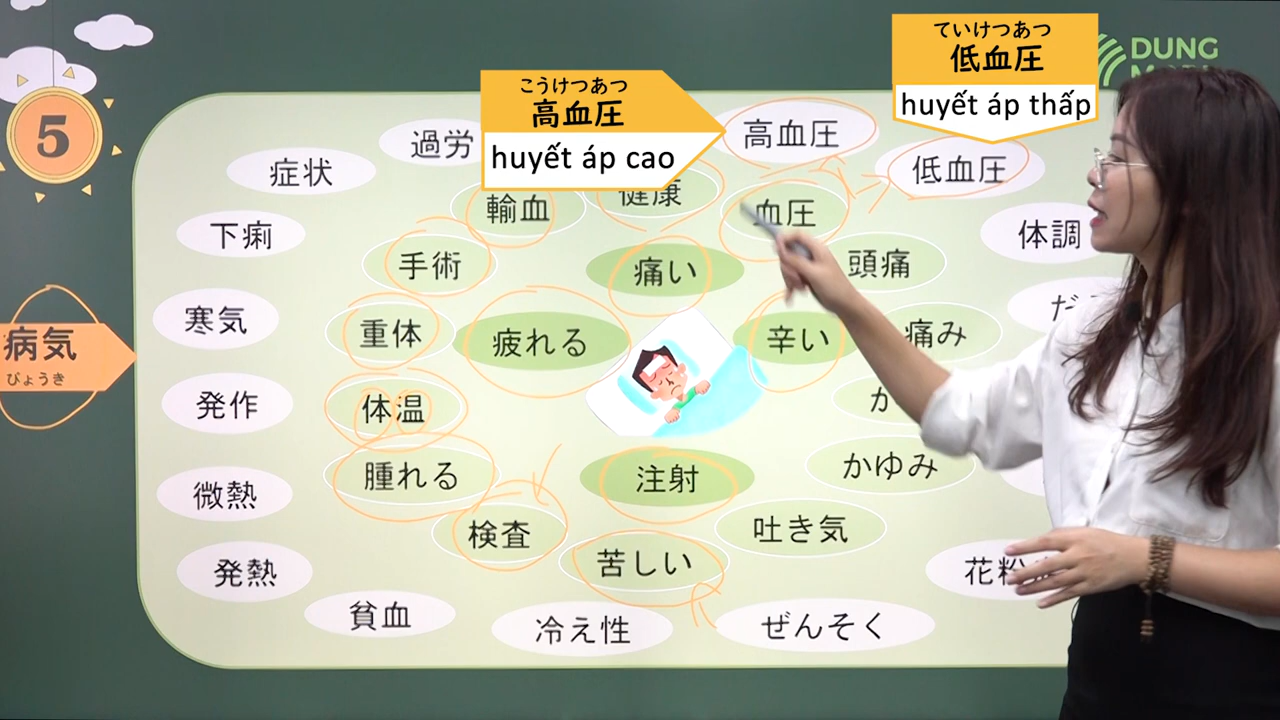 5
病気
びょうき
こうけつあつ
高血圧
huyết áp cao
ていけつあつ
低血圧
huyết áp thấp
DUNG
過労
高血圧
低血圧
症状
輸血
健康
血圧
下痢
手術
痛い
頭痛
体調
寒気
重体
疲れる
辛い
痛み
発作
体温
微熱
腫れる
注射
かゆみ
検査
吐き気
発熱
苦しい
貧血
冷え性
ぜんそく